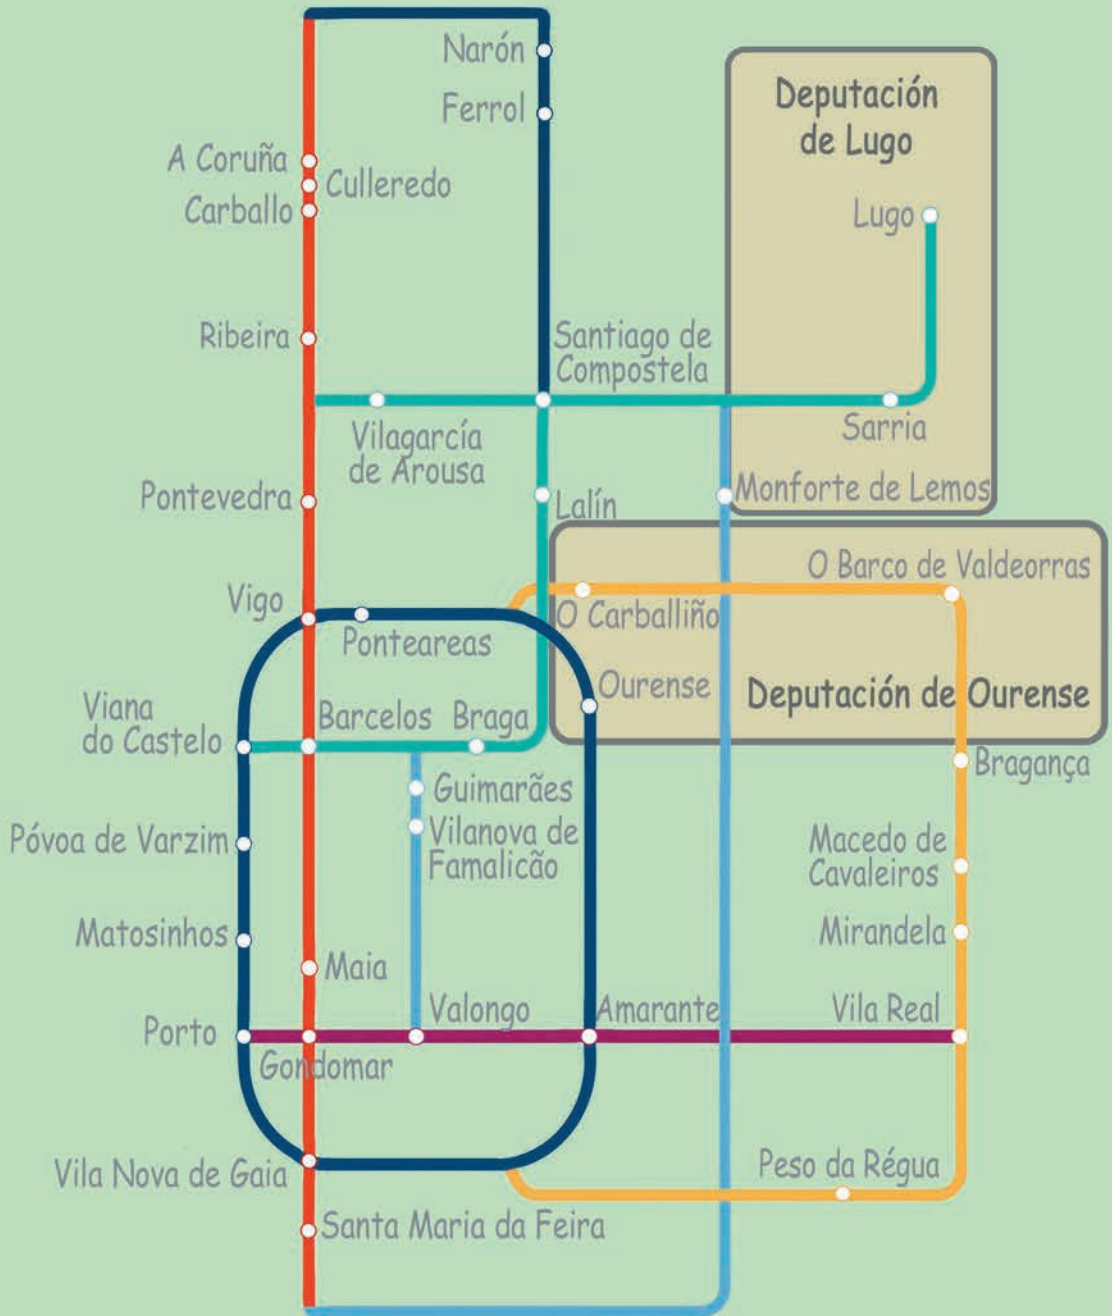 Narón
Ferrol
Deputación
de Lugo
A Coruña
Culleredo
Carballo
Lugo
Ribeira
Santiago de
Compostela
Vilagarcía
de Arousa
Sarria
Pontevedra
Lalín
Monforte de Lemos
O Barco de Valdeorras
Vigo
O Carballiño
Ponteareas
Ourense
Deputación de Ourense
Viana
do Castelo
Barcelos
Braga
Bragança
Guimarães
Póvoa de Varzim
Vilanova de
Famalicão
Macedo de
Cavaleiros
Matosinhos
Mirandela
Maia
Porto
Valongo
Amarante
Vila Real
Gondomar
Vila Nova de Gaia
Peso da Régua
Santa Maria da Feira